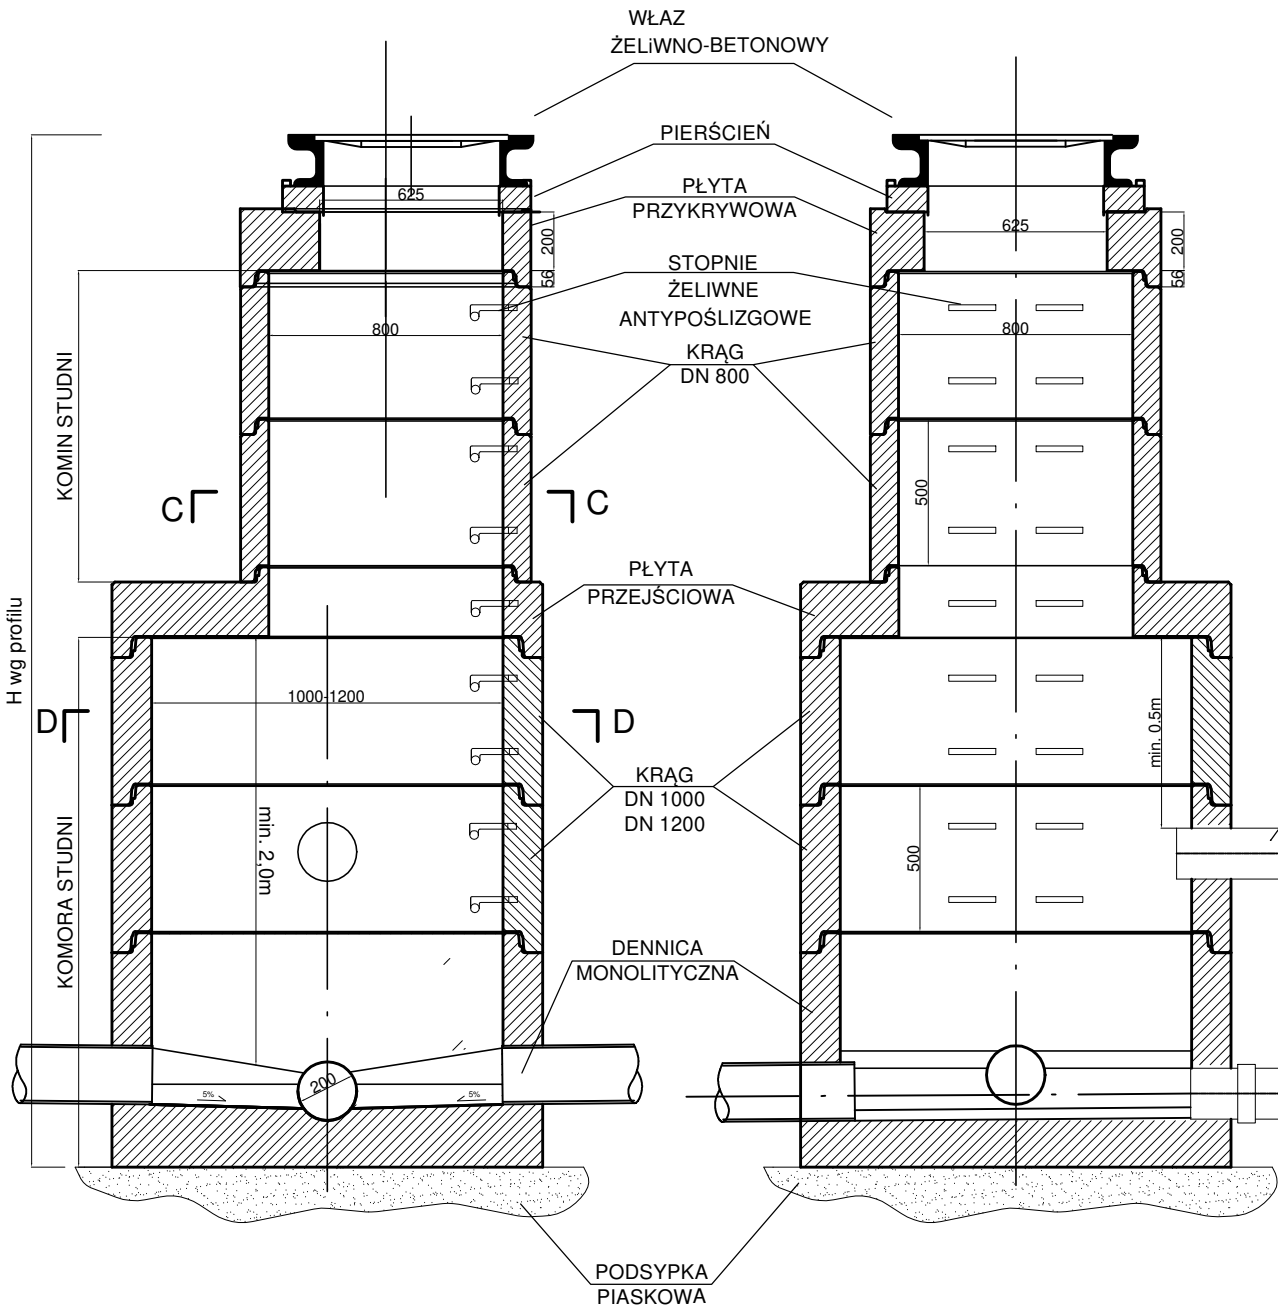 WŁAZ
ŻELiWNO-BETONOWY
PIERŚCIEŃ
PŁYTA
PRZYKRYWOWA
STOPNIE
ŻELIWNE
ANTYPOŚLIZGOWE
KRĄG
DN 800
PŁYTA
PRZEJŚCIOWA
KRĄG
DN 1000
DN 1200
DENNICA
MONOLITYCZNA
PODSYPKA
PIASKOWA
H wg profilu
KOMIN STUDNI
KOMORA STUDNI
625
200
56
800
C
C
1000-1200
D
D
min. 2,0m
200
5%
5%
625
200
56
800
500
min. 0.5m
500